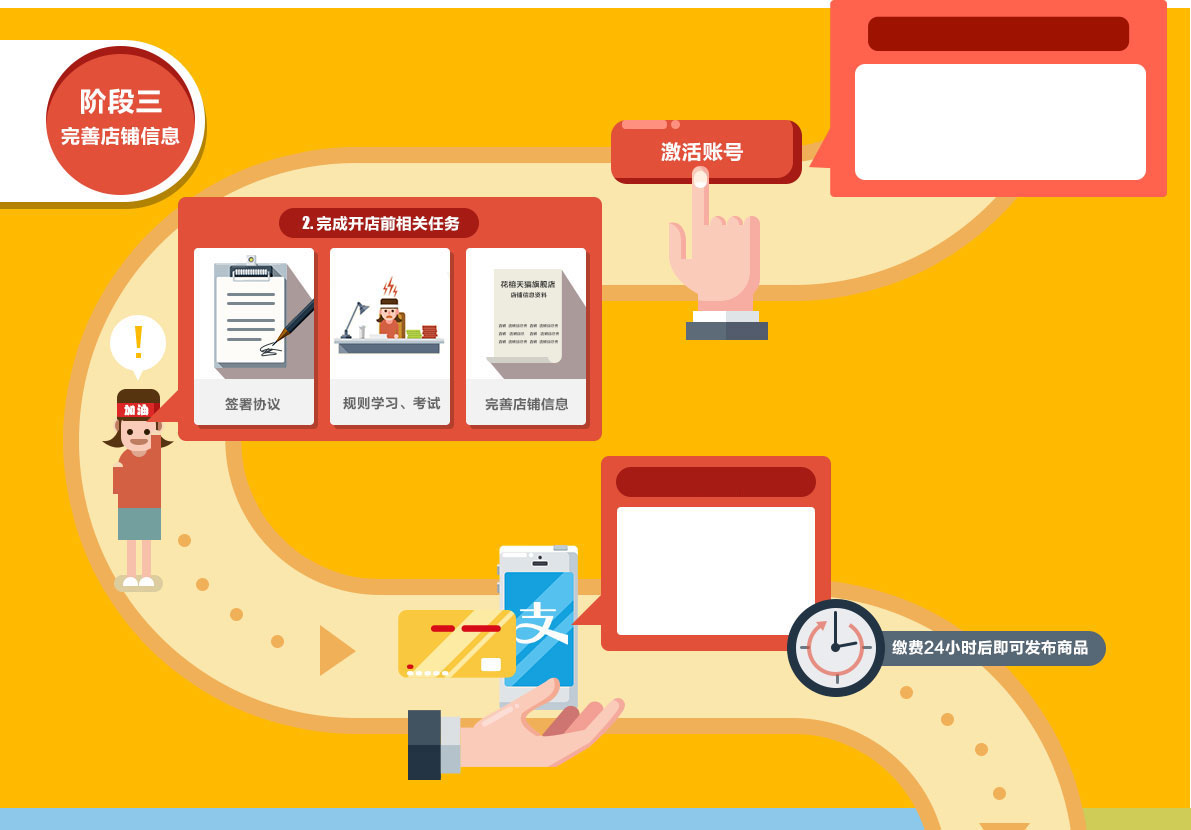 阶段三
完善店铺信息
激活账号
2.完成开店前相关任务
花棓天猫旗舰店
店铺信息资料
签署协议
规则学习、考试
完善店铺信息
!
加油
支
缴费24小时后即可发布商品